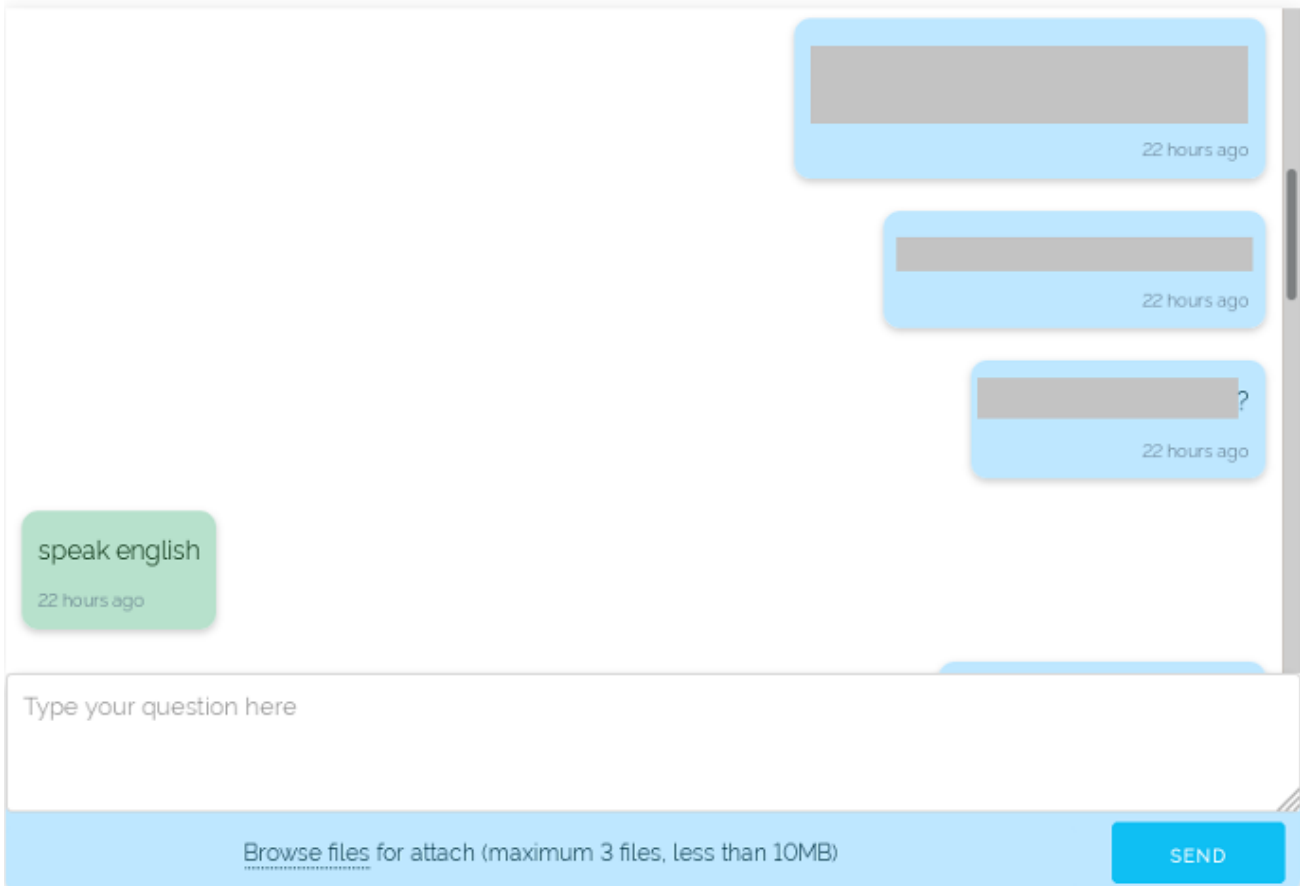 22 hours ago
22 hours ago
?
22 hours ago
speak english
22 hours ago
Type your question here
Browse files for attach (maximum 3 files, less than 10MB)
SEND